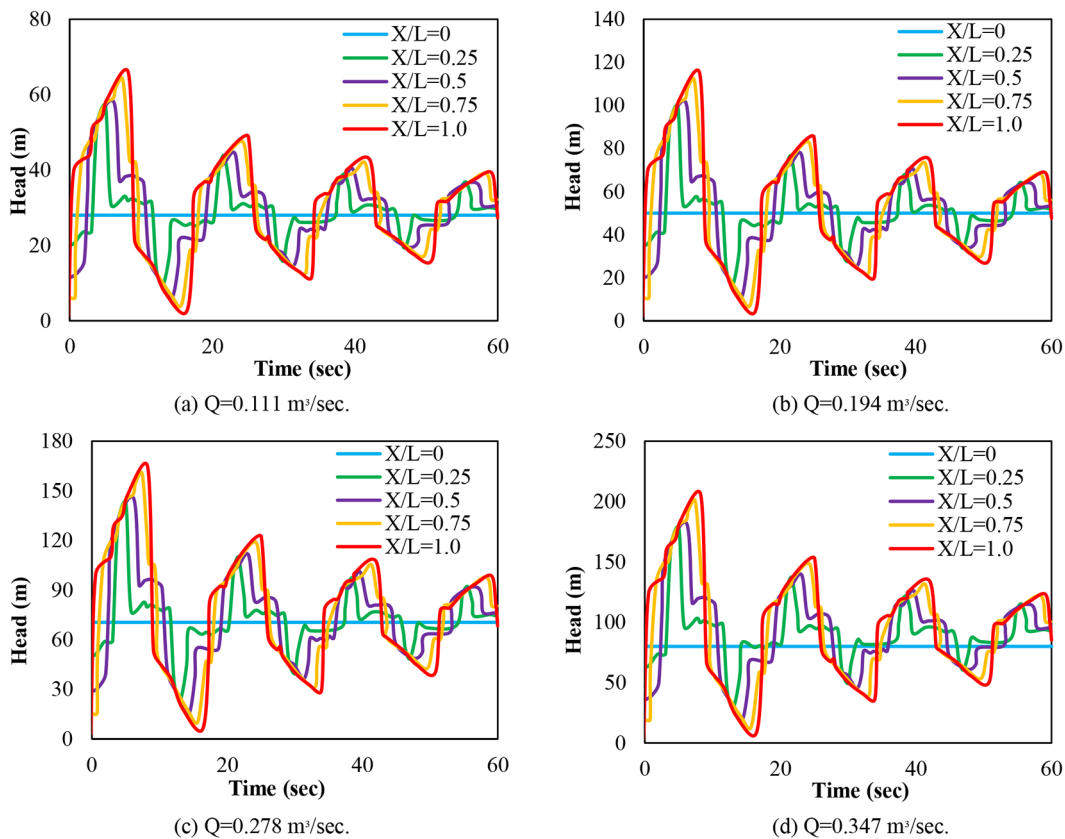 80
60
40
20
0
Head (m)
X/L=0
X/L=0.25
X/L=0.5
X/L=0.75
X/L=1.0
0
20
40
60
Time (sec)
(a) Q=0.111 m³/sec.
140
120
100
80
60
40
20
0
Head (m)
X/L=0
X/L=0.25
X/L=0.5
X/L=0.75
X/L=1.0
0
20
40
60
Time (sec)
(b) Q=0.194 m³/sec.
180
150
120
90
60
30
0
Head (m)
X/L=0
X/L=0.25
X/L=0.5
X/L=0.75
X/L=1.0
0
20
40
60
Time (sec)
(c) Q=0.278 m³/sec.
250
200
150
100
50
0
Head (m)
X/L=0
X/L=0.25
X/L=0.5
X/L=0.75
X/L=1.0
0
20
40
60
Time (sec)
(d) Q=0.347 m³/sec.